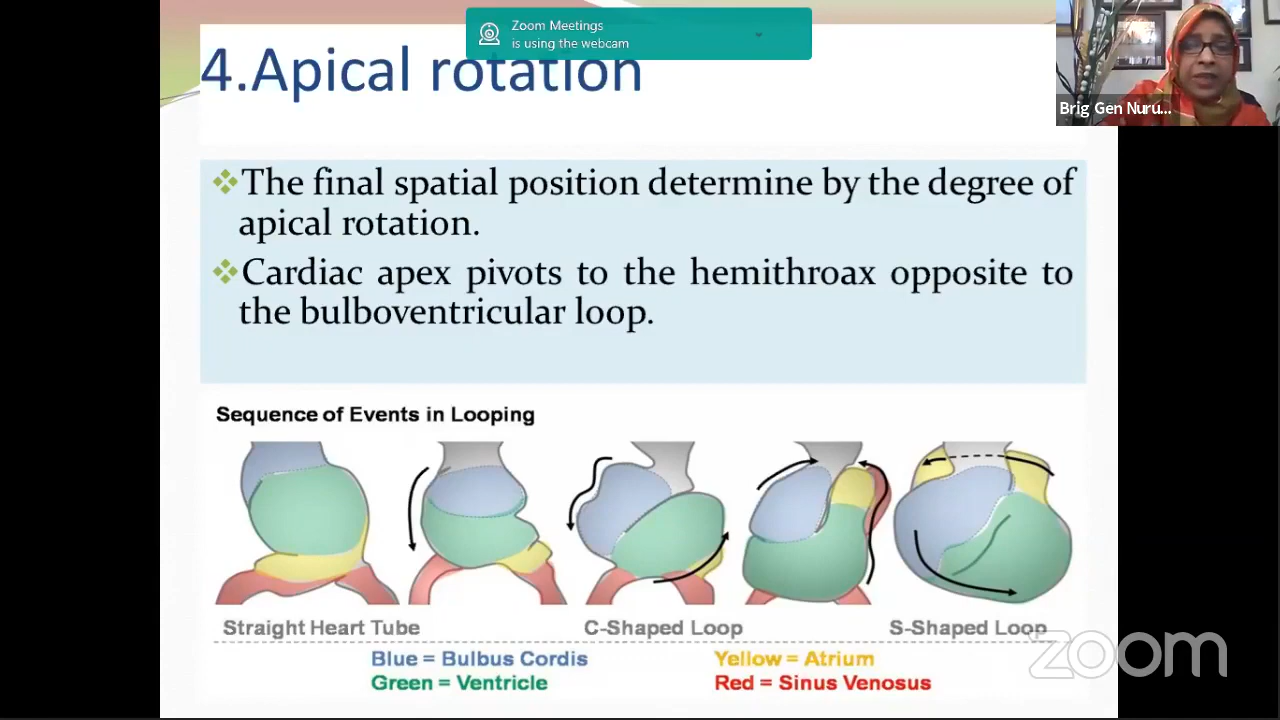 Zoom Meetings
is using the webcam
4.Apical rotation
Brig Gen Nuru...
The final spatial position determine by the degree of
apical rotation.
Cardiac apex pivots to the hemithroax opposite to
the bulboventricular loop.
Sequence of Events in Looping
Straight Heart Tube
C-Shaped Loop
S-Shaped Loop
Blue = Bulbus Cordis
Yellow = Atrium
Green = Ventricle
Red = Sinus Venosus
zoom